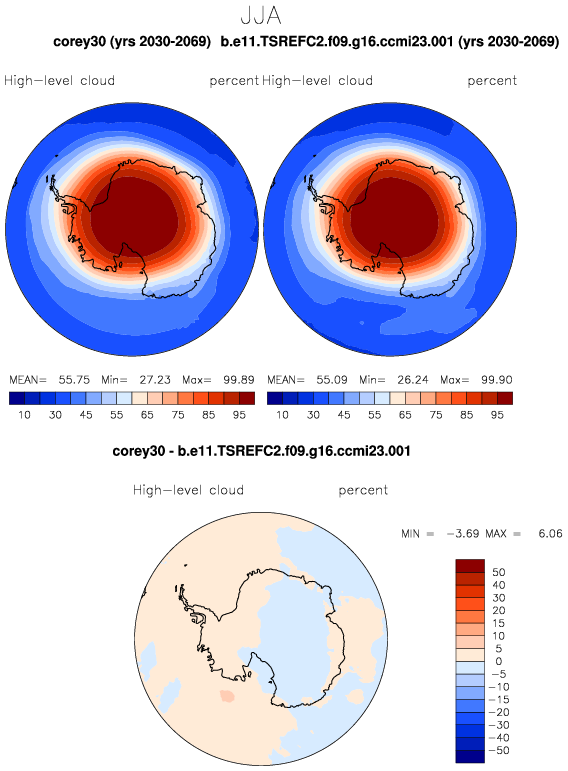 JJA
corey30 (yrs 2030-2069) b.e11.TSREFC2.f09.g16.ccmi23.001 (yrs 2030-2069)
High-level cloud percent High-level cloud percent
MEAN= 55.75 Min= 27.23 Max= 99.89 MEAN= 55.09 Min= 26.24 Max= 99.90
10 30 45 55 65 75 85 95 10 30 45 55 65 75 85 95
corey30 - b.e11.TSREFC2.f09.g16.ccmi23.001
High-level cloud percent
MIN = -3.69 MAX = 6.06
50
40
30
20
15
10
5
0
-5
-10
-15
-20
-30
-40
-50